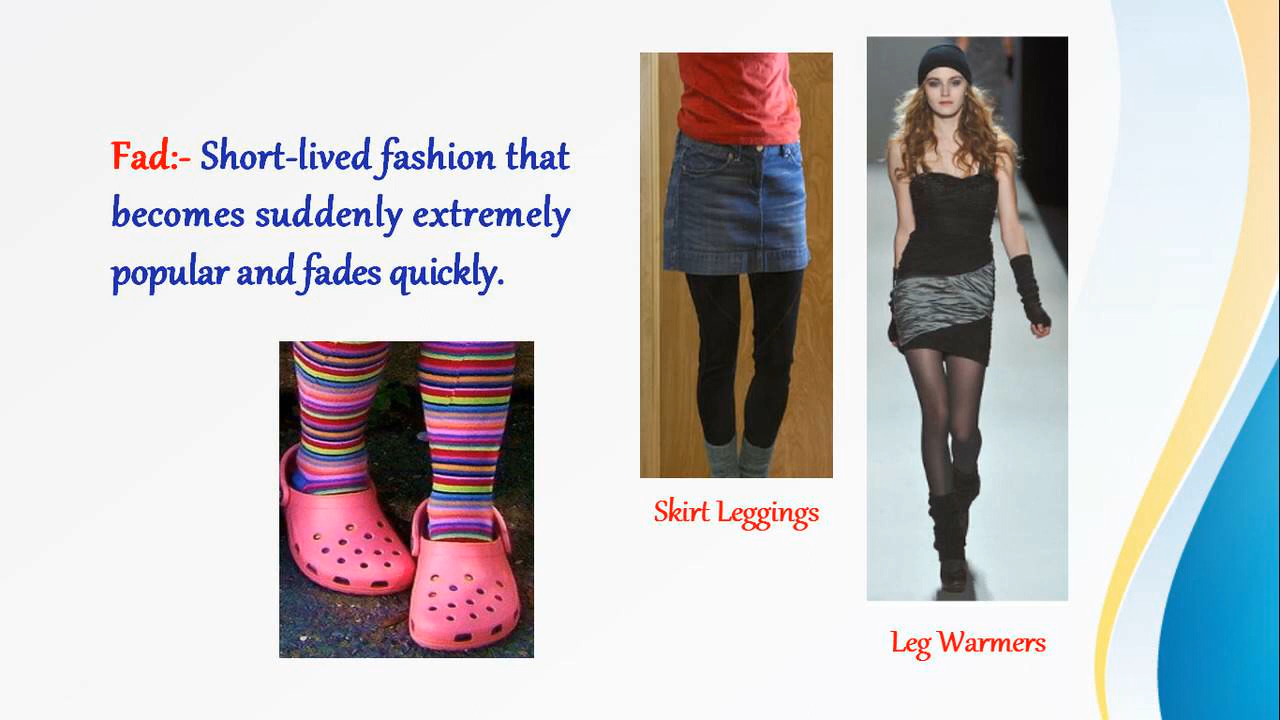 Fad:- Short-lived fashion that
becomes suddenly extremely
popular and fades quickly.
Skirt Leggings
Leg Warmers